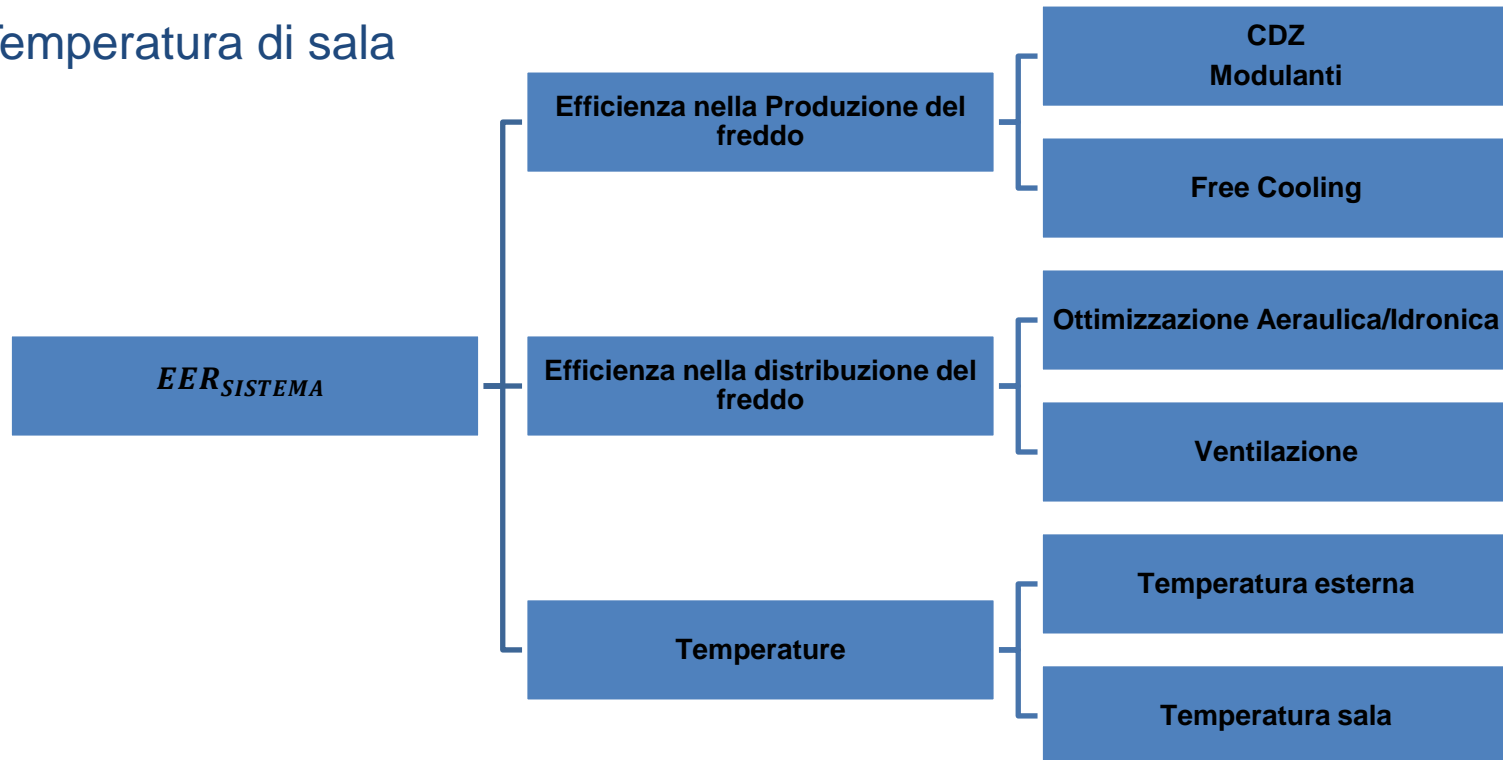 Temperatura di sala
CDZ
Modulanti
Efficienza nella Produzione del
freddo
Free Cooling
Ottimizzazione Aeraulica/Idronica
EER_SISTEMA
Efficienza nella distribuzione del
freddo
Ventilazione
Temperatura esterna
Temperature
Temperatura sala